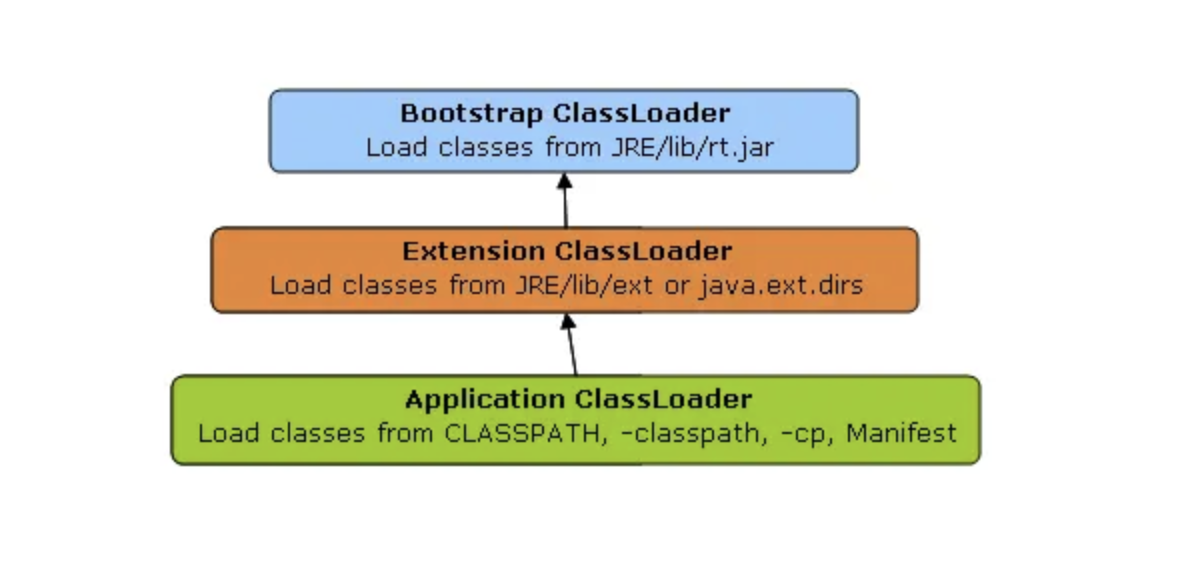 Bootstrap ClassLoader
Load classes from JRE/lib/rt.jar
Extension ClassLoader
Load classes from JRE/lib/ext or java.ext.dirs
Application ClassLoader
Load classes from CLASSPATH, -classpath, -cp, Manifest